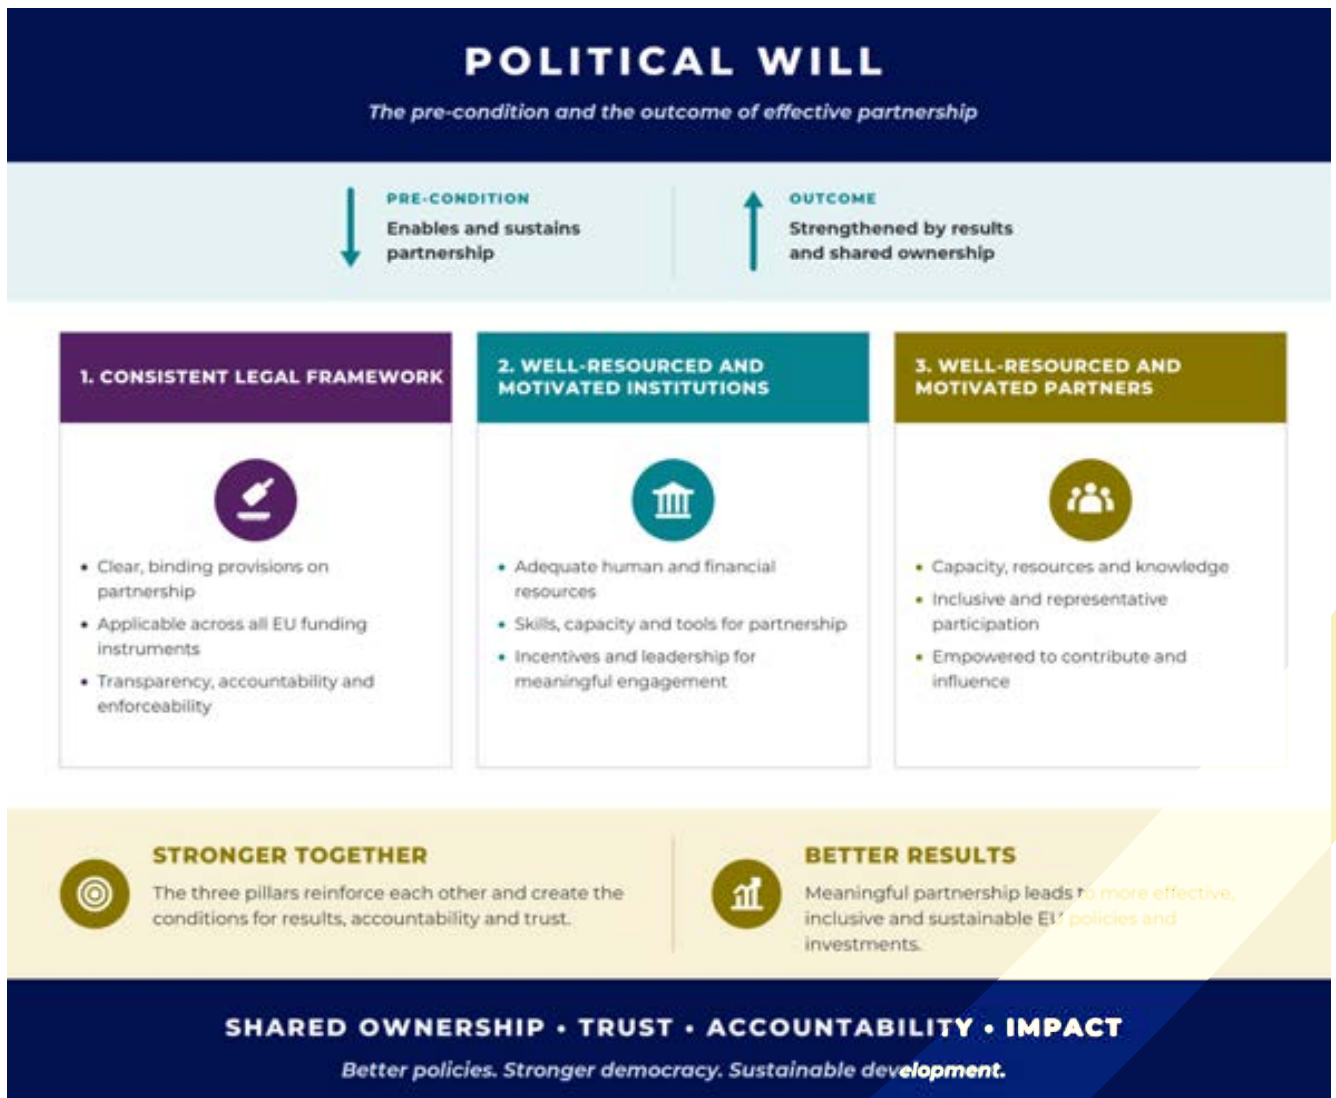 POLITICAL WILL
The pre-condition and the outcome of effective partnership
PRE-CONDITION
Enables and sustains
partnership
OUTCOME
Strengthened by results
and shared ownership
1. CONSISTENT LEGAL FRAMEWORK
• Clear, binding provisions on
partnership
• Applicable across all EU funding
instruments
• Transparency, accountability and
enforceability
2. WELL-RESOURCED AND
MOTIVATED INSTITUTIONS
• Adequate human and financial
resources
• Skills, capacity and tools for partnership
• Incentives and leadership for
meaningful engagement
3. WELL-RESOURCED AND
MOTIVATED PARTNERS
• Capacity, resources and knowledge
• Inclusive and representative
participation
• Empowered to contribute and
influence
STRONGER TOGETHER
The three pillars reinforce each other and create the
conditions for results, accountability and trust.
BETTER RESULTS
Meaningful partnership leads to more effective,
inclusive and sustainable EU policies and
investments.
SHARED OWNERSHIP • TRUST • ACCOUNTABILITY • IMPACT
Better policies. Stronger democracy. Sustainable development.